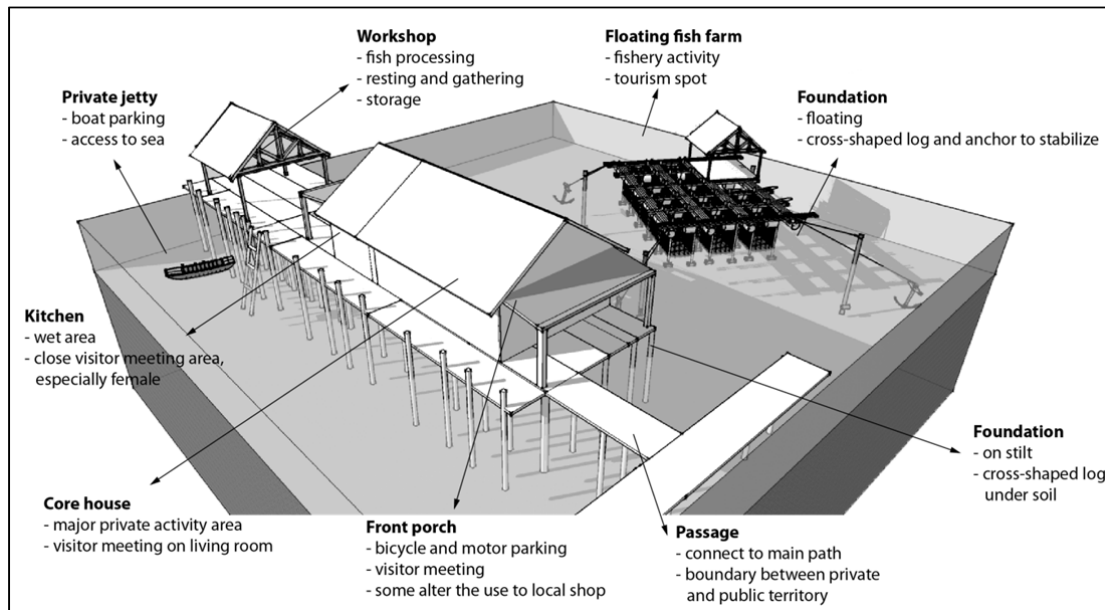 Workshop
- fish processing
- resting and gathering
- storage
Floating fish farm
- fishery activity
- tourism spot
Private jetty
- boat parking
- access to sea
Foundation
- floating
- cross-shaped log and anchor to stabilize
Kitchen
- wet area
- close visitor meeting area,
especially female
Foundation
- on stilt
- cross-shaped log
under soil
Core house
- major private activity area
- visitor meeting on living room
Front porch
- bicycle and motor parking
- visitor meeting
- some alter the use to local shop
Passage
- connect to main path
- boundary between private
and public territory